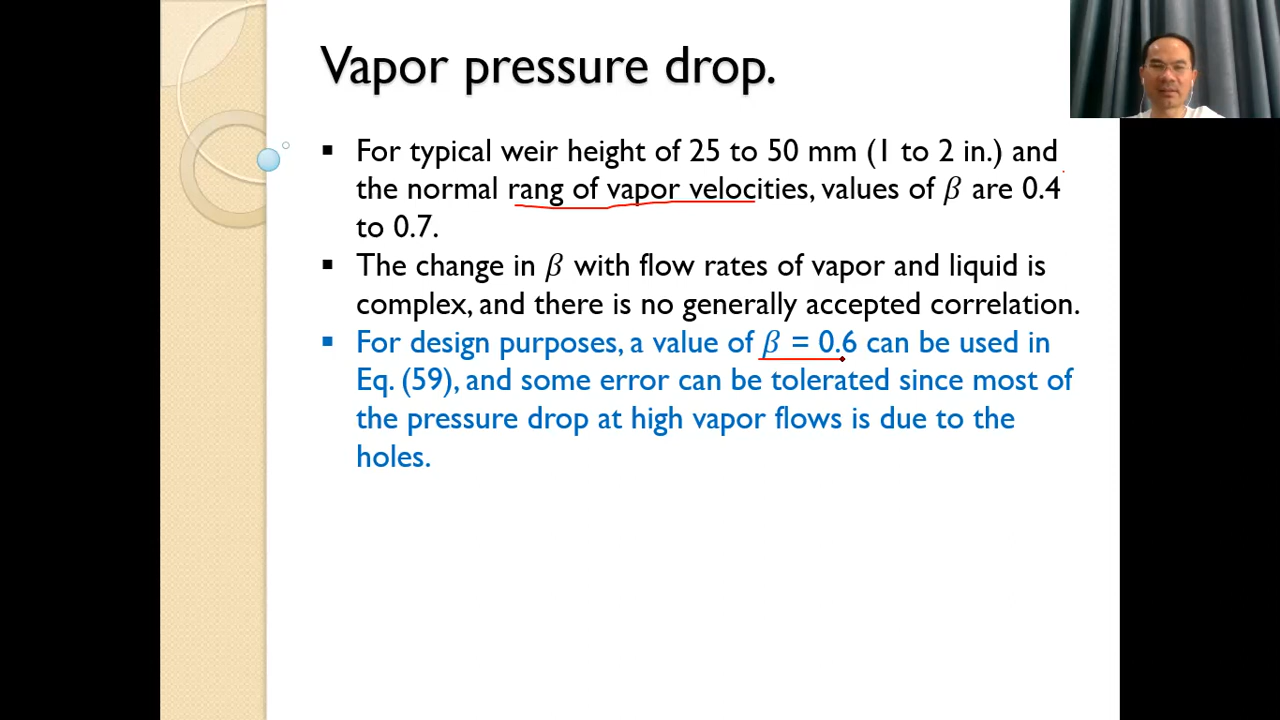 Vapor pressure drop.
▪ For typical weir height of 25 to 50 mm (1 to 2 in.) and
the normal rang of vapor velocities, values of β are 0.4
to 0.7.
▪ The change in β with flow rates of vapor and liquid is
complex, and there is no generally accepted correlation.
▪ For design purposes, a value of β = 0.6 can be used in
Eq. (59), and some error can be tolerated since most of
the pressure drop at high vapor flows is due to the
holes.